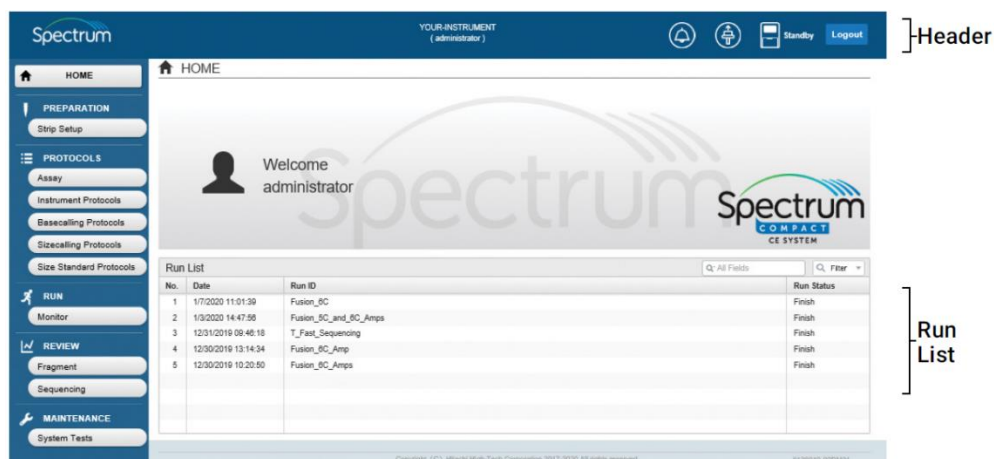 Spectrum
YOUR-INSTRUMENT
( administrator )
Standby
Logout
Header
HOME
HOME
PREPARATION
Strip Setup
PROTOCOLS
Assay
Instrument Protocols
Basecalling Protocols
Sizecalling Protocols
Size Standard Protocols
RUN
Monitor
REVIEW
Fragment
Sequencing
MAINTENANCE
System Tests
Spectrum
Welcome
administrator
Spectrum
COMPACT
CE SYSTEM
Run List
All Fields
Filter
No. Date Run ID Run Status
1 1/7/2020 11:01:39 Fusion_6C Finish
2 1/3/2020 14:47:56 Fusion_5C_and_6C_Amps Finish
3 12/31/2019 09:46:18 T_Fast_Sequencing Finish
4 12/30/2019 13:14:34 Fusion_6C_Amp Finish
5 12/30/2019 10:20:50 Fusion_6C_Amps Finish
Run
List